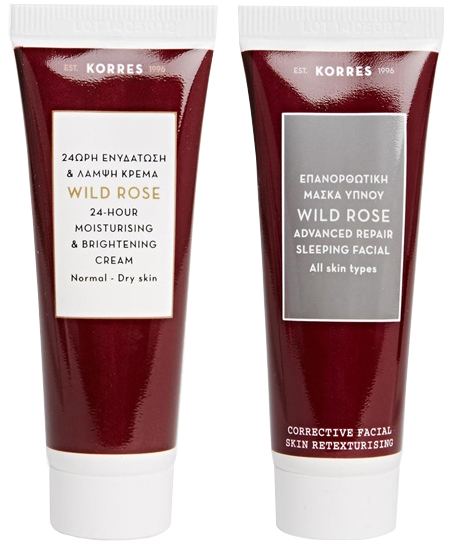 EST. KORRES 1996
24ΩΡΗ ΕΝΥΔΑΤΩΣΗ
& ΛΑΜΨΗ ΚΡΕΜΑ
WILD ROSE
24-HOUR
MOISTURISING
& BRIGHTENING
CREAM
Normal - Dry skin
EST. KORRES 1996
ΕΠΑΝΟΡΘΩΤΙΚΗ
ΜΑΣΚΑ ΥΠΝΟΥ
WILD ROSE
ADVANCED REPAIR
SLEEPING FACIAL
All skin types
CORRECTIVE FACIAL
SKIN RETEXTURISING